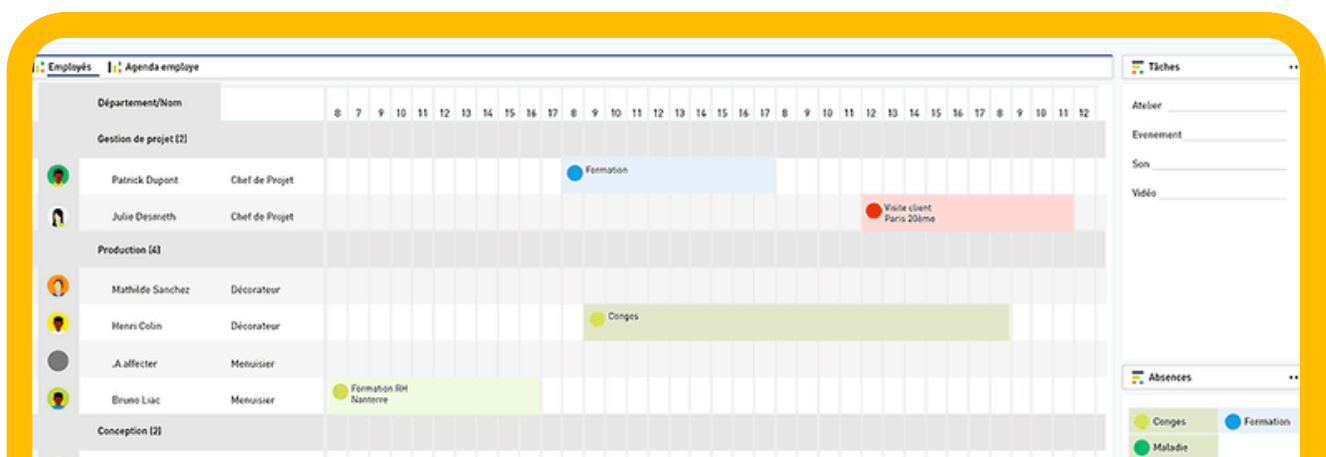 Employés Agenda employe
Tâches
Département/Nom
8 7 9 10 11 12 13 14 15 16 17 8 9 10 11 12 13 14 15 16 17 8 9 10 11 12 13 14 15 16 17 8 9 10 11 12
Atelier
Gestion de projet (2)
Evenement
Son
Patrick Dupont Chef de Projet Formation
Vidéo
Julie Desmeth Chef de Projet Visite client
Paris 20ème
Production (4)
Mathilde Sanchez Décorateur
Henri Colin Décorateur Conges
.A affecter Menuisier
Absences
Bruno Liac Menuisier Formation RH
Nanterre
Conges Formation
Conception (2)
Maladie